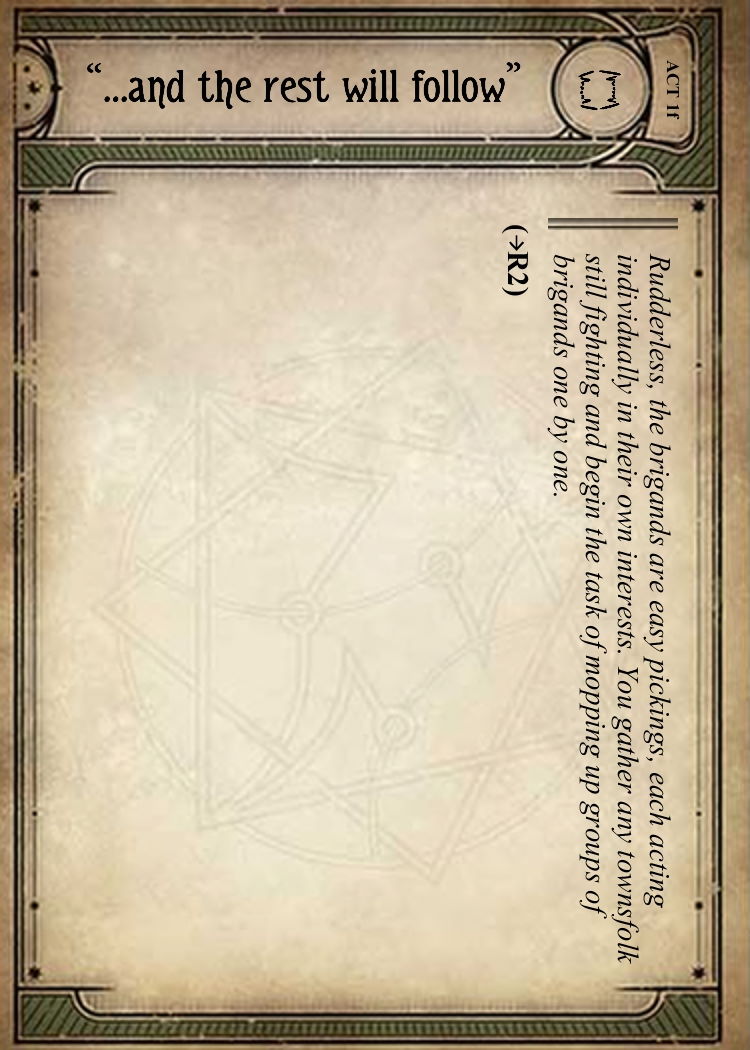 ACT 1f
“...and the rest will follow”
Rudderless, the brigands are easy pickings, each acting
individually in their own interests. You gather any townsfolk
still fighting and begin the task of mopping up groups of
brigands one by one.
(→R2)